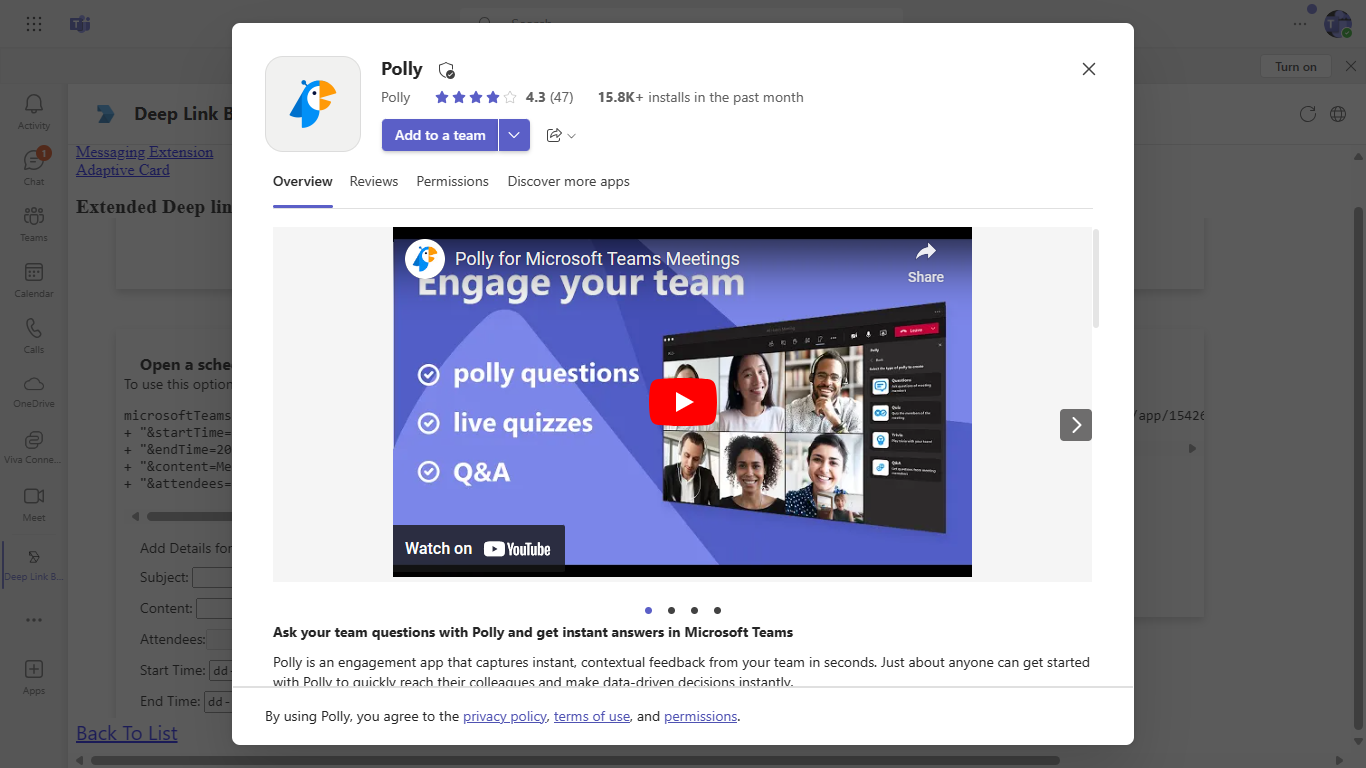 Search
Turn on
Activity
Chat
1
Teams
Calendar
Calls
OneDrive
Viva Conne...
Meet
Deep Link B...
Apps
Deep Link B
Messaging Extension
Adaptive Card
Extended Deep lin
Open a sche
To use this option
microsoftTeams
+ "&startTime=
+ "&endTime=20
+ "&content=Me
+ "&attendees=
/app/15426
Add Details for
Subject:
Content:
Attendees:
Start Time: dd-
End Time: dd-
Back To List
Polly
Polly
4.3 (47)
15.8K+ installs in the past month
Add to a team
Overview
Reviews
Permissions
Discover more apps
Polly for Microsoft Teams Meetings
Share
Engage your team
polly questions
live quizzes
Q&A
Leave
Polly
Questions
Quiz
Trivia
Q&A
Watch on YouTube
Ask your team questions with Polly and get instant answers in Microsoft Teams
Polly is an engagement app that captures instant, contextual feedback from your team in seconds. Just about anyone can get started
with Polly to quickly reach their colleagues and make data-driven decisions instantly.
By using Polly, you agree to the privacy policy, terms of use, and permissions.